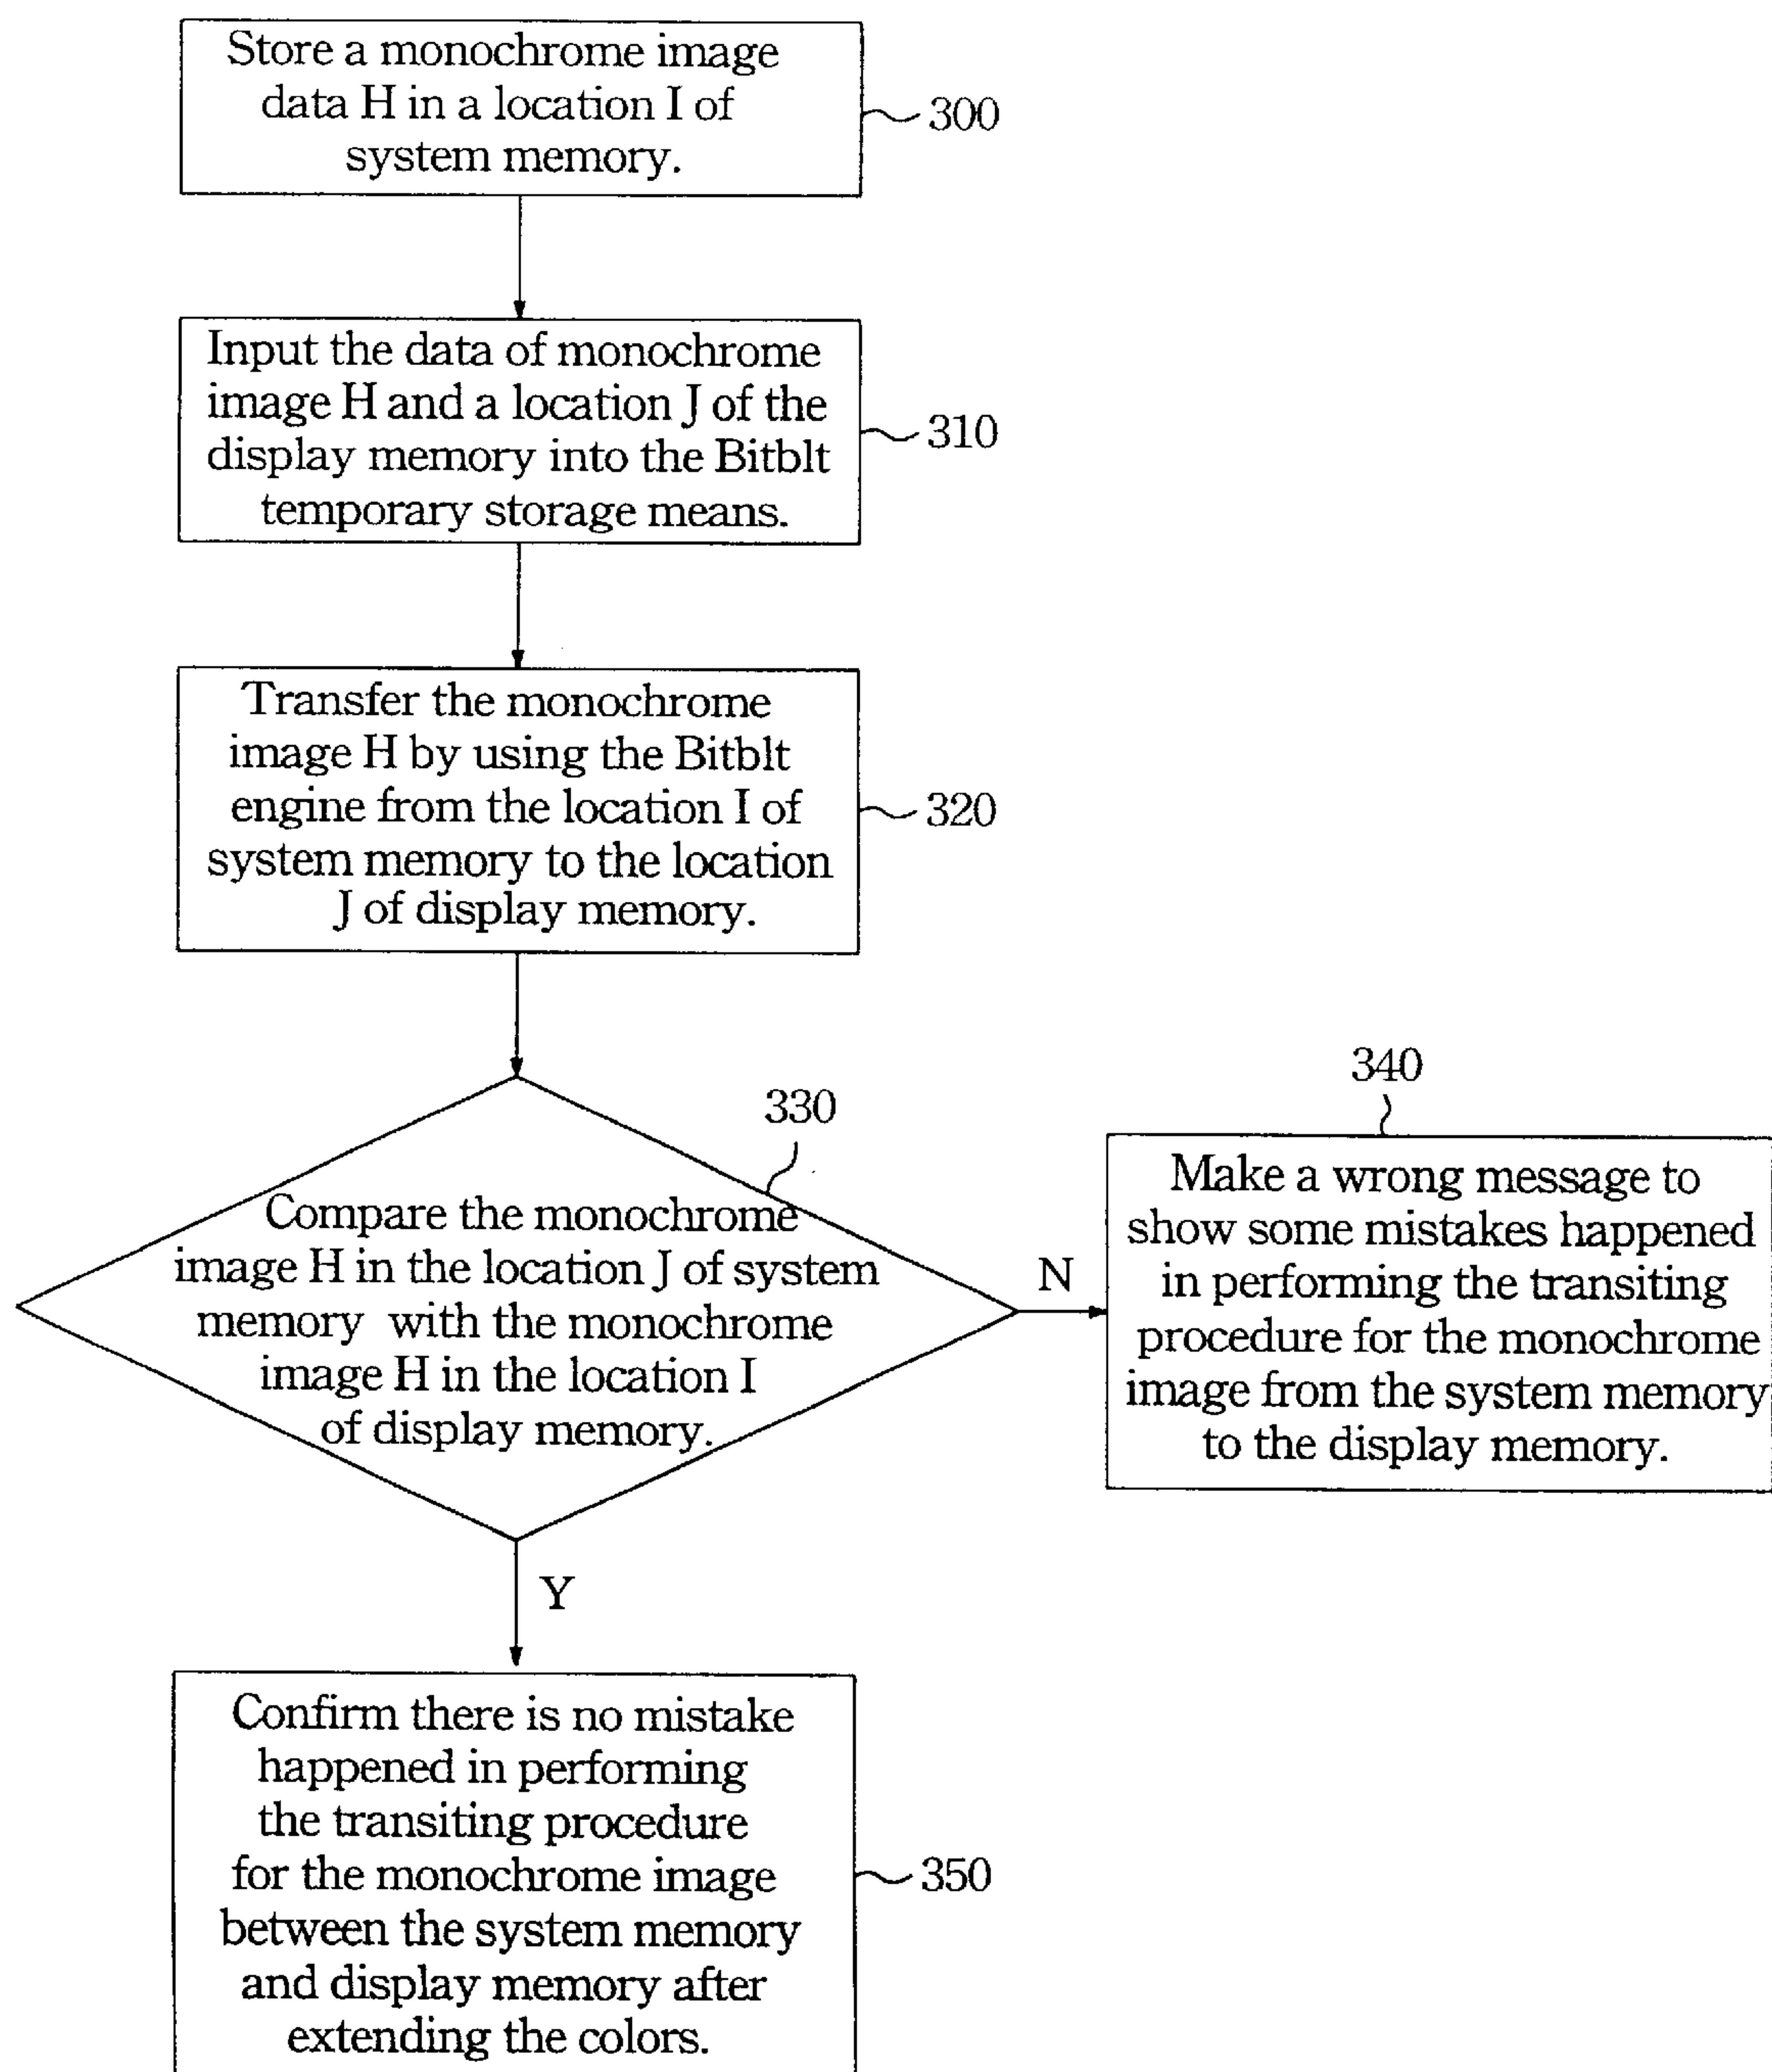 Store a monochrome image
data H in a location I of
system memory.
300
Input the data of monochrome
image H and a location J of the
display memory into the Bitblt
temporary storage means.
310
Transfer the monochrome
image H by using the Bitblt
engine from the location I of
system memory to the location
J of display memory.
320
330
Compare the monochrome
image H in the location J of system
memory with the monochrome
image H in the location I
of display memory.
N
340
Make a wrong message to
show some mistakes happened
in performing the transiting
procedure for the monochrome
image from the system memory
to the display memory.
Y
Confirm there is no mistake
happened in performing
the transiting procedure
for the monochrome image
between the system memory
and display memory after
extending the colors.
350